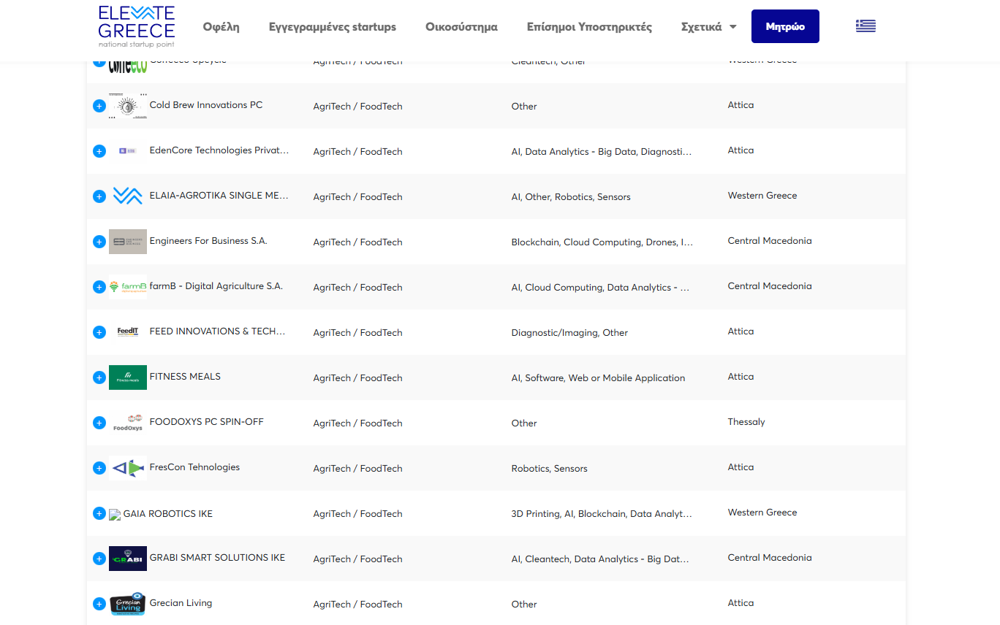 ELEVATE
GREECE
national startup point
Οφέλη
Εγγεγραμμένες startups
Οικοσύστημα
Επίσημοι Υποστηρικτές
Σχετικά
Μητρώο
AgriTech / FoodTech Cleantech, Other Western Greece
Cold Brew Innovations PC AgriTech / FoodTech Other Attica
EdenCore Technologies Privat... AgriTech / FoodTech AI, Data Analytics - Big Data, Diagnosti... Attica
ELAIA-AGROTIKA SINGLE ME... AgriTech / FoodTech AI, Other, Robotics, Sensors Western Greece
Engineers For Business S.A. AgriTech / FoodTech Blockchain, Cloud Computing, Drones, I... Central Macedonia
farmB farmB - Digital Agriculture S.A. AgriTech / FoodTech AI, Cloud Computing, Data Analytics - ... Central Macedonia
FeedIT FEED INNOVATIONS & TECH... AgriTech / FoodTech Diagnostic/Imaging, Other Attica
Fitness meals FITNESS MEALS AgriTech / FoodTech AI, Software, Web or Mobile Application Attica
FoodOxys FOODOXYS PC SPIN-OFF AgriTech / FoodTech Other Thessaly
FresCon Tehnologies AgriTech / FoodTech Robotics, Sensors Attica
GAIA ROBOTICS IKE AgriTech / FoodTech 3D Printing, AI, Blockchain, Data Analyt... Western Greece
GRABI GRABI SMART SOLUTIONS IKE AgriTech / FoodTech AI, Cleantech, Data Analytics - Big Dat... Central Macedonia
Grecian Living Grecian Living AgriTech / FoodTech Other Attica